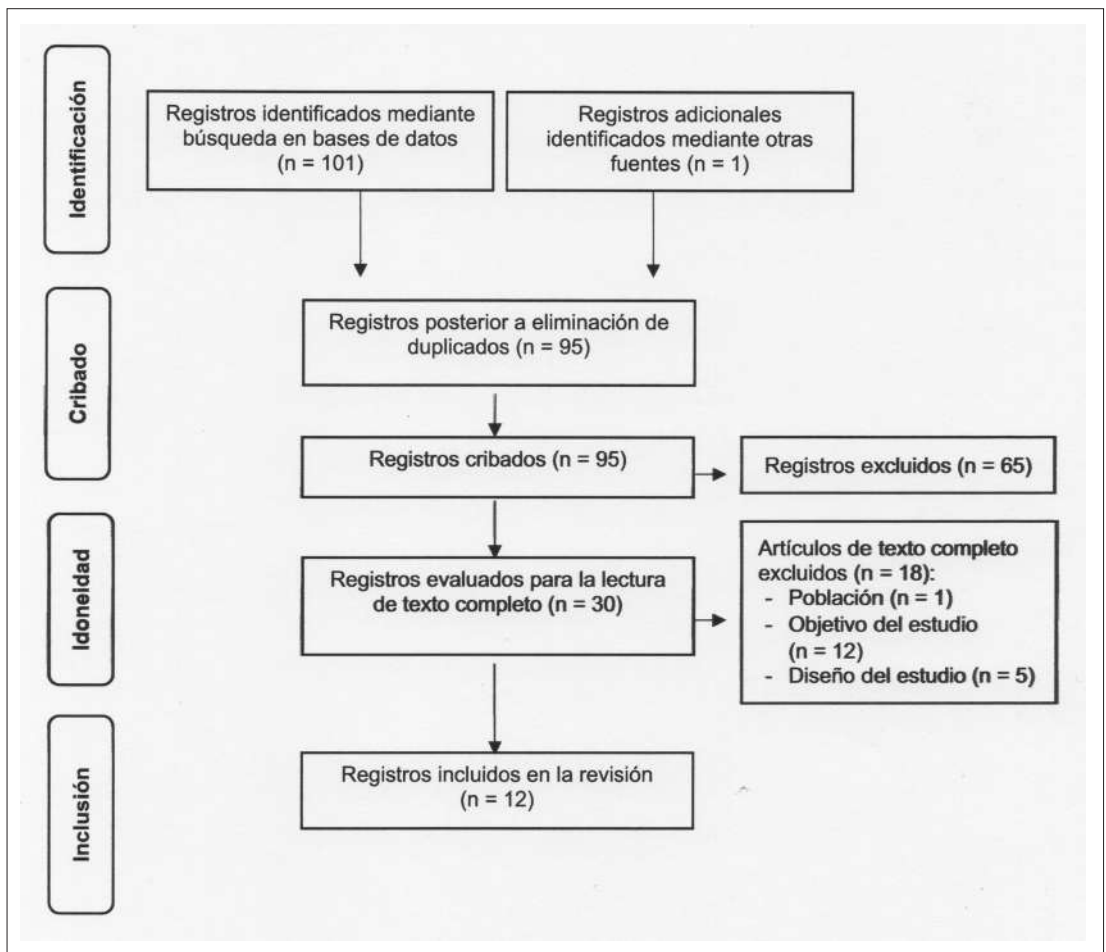 Identificación
Registros identificados mediante
búsqueda en bases de datos
(n = 101)
Registros adicionales
identificados mediante otras
fuentes (n = 1)
Cribado
Registros posterior a eliminación de
duplicados (n = 95)
Registros cribados (n = 95)
Registros excluidos (n = 65)
Idoneidad
Registros evaluados para la lectura
de texto completo (n = 30)
Artículos de texto completo
excluidos (n = 18):
- Población (n = 1)
- Objetivo del estudio
(n = 12)
- Diseño del estudio (n = 5)
Inclusión
Registros incluidos en la revisión
(n = 12)